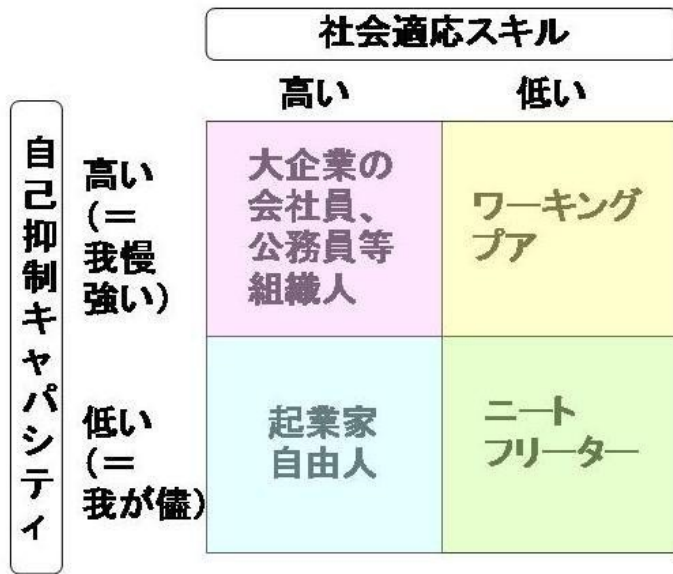 社会適応スキル
高い
低い
自己抑制キャパシティ
高い
(=
我慢
強い)
大企業の
会社員、
公務員等
組織人
ワーキング
プア
低い
(=
我が儘)
起業家
自由人
ニート
フリーター